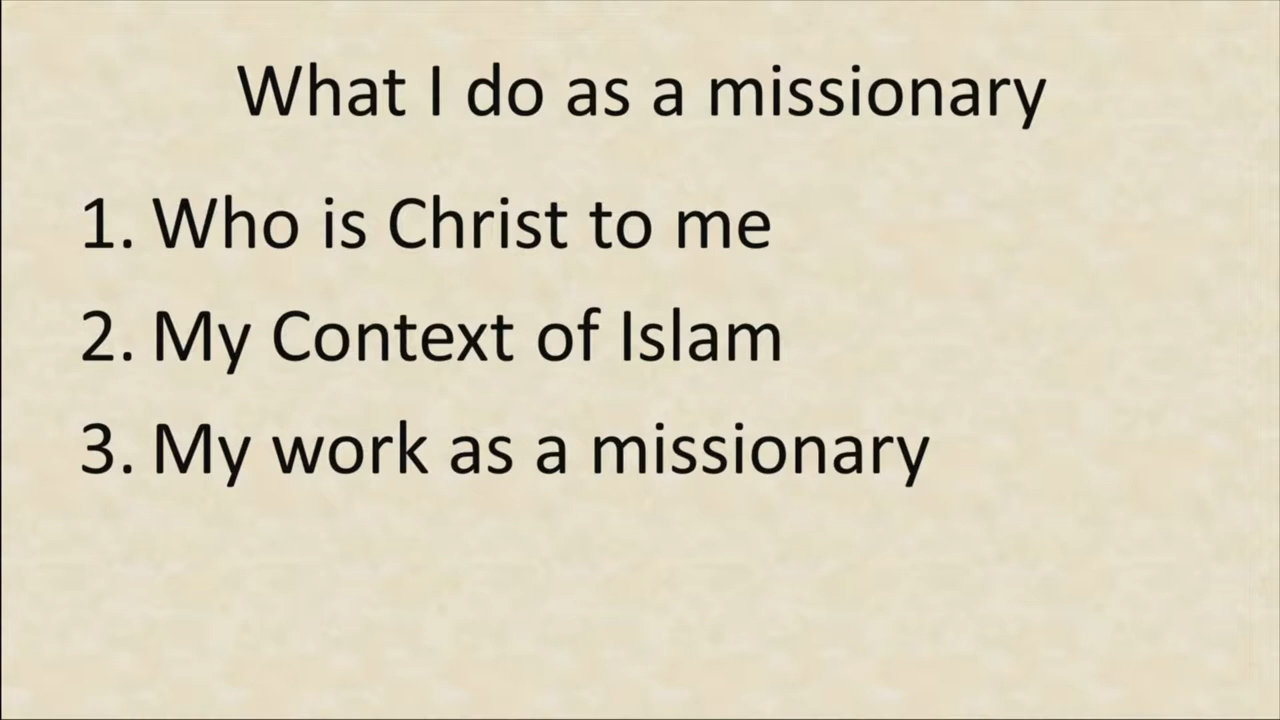 What I do as a missionary
1. Who is Christ to me
2. My Context of Islam
3. My work as a missionary